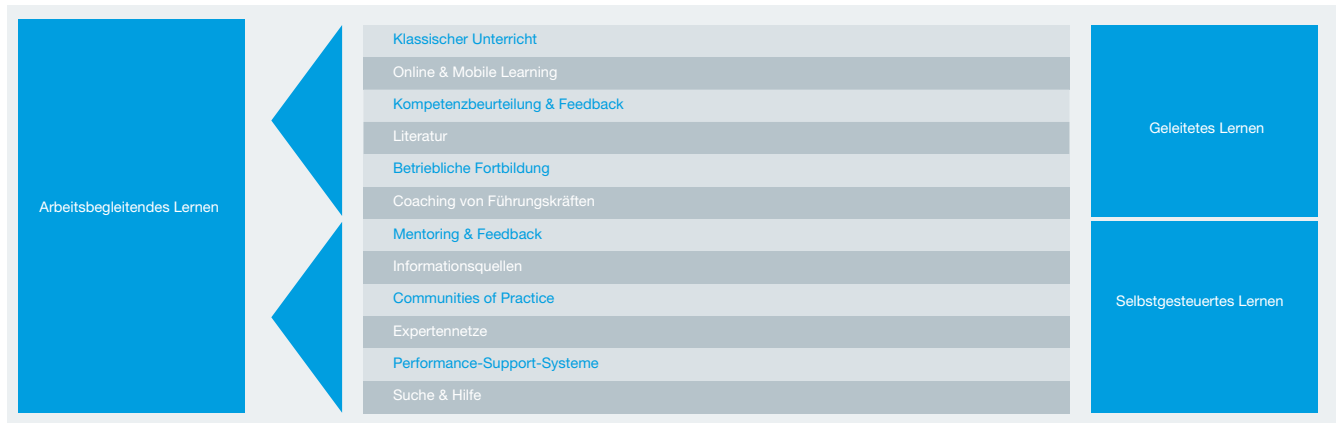 Arbeitsbegleitendes Lernen
Klassischer Unterricht
Online & Mobile Learning
Kompetenzbeurteilung & Feedback
Literatur
Betriebliche Fortbildung
Coaching von Führungskräften
Mentoring & Feedback
Informationsquellen
Communities of Practice
Expertennetze
Performance-Support-Systeme
Suche & Hilfe
Geleitetes Lernen
Selbstgesteuertes Lernen